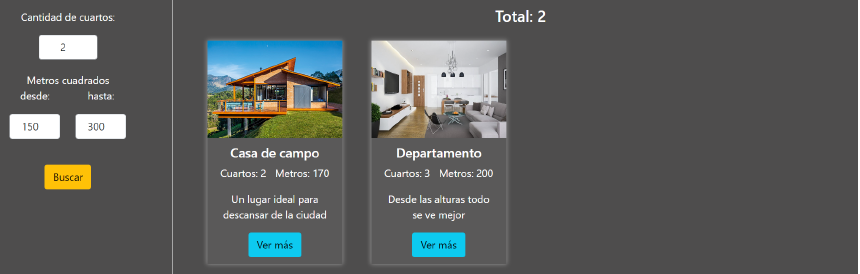 Cantidad de cuartos:
2
Metros cuadrados
desde: hasta:
150 300
Buscar
Total: 2
Casa de campo
Cuartos: 2 Metros: 170
Un lugar ideal para
descansar de la ciudad
Ver más
Departamento
Cuartos: 3 Metros: 200
Desde las alturas todo
se ve mejor
Ver más